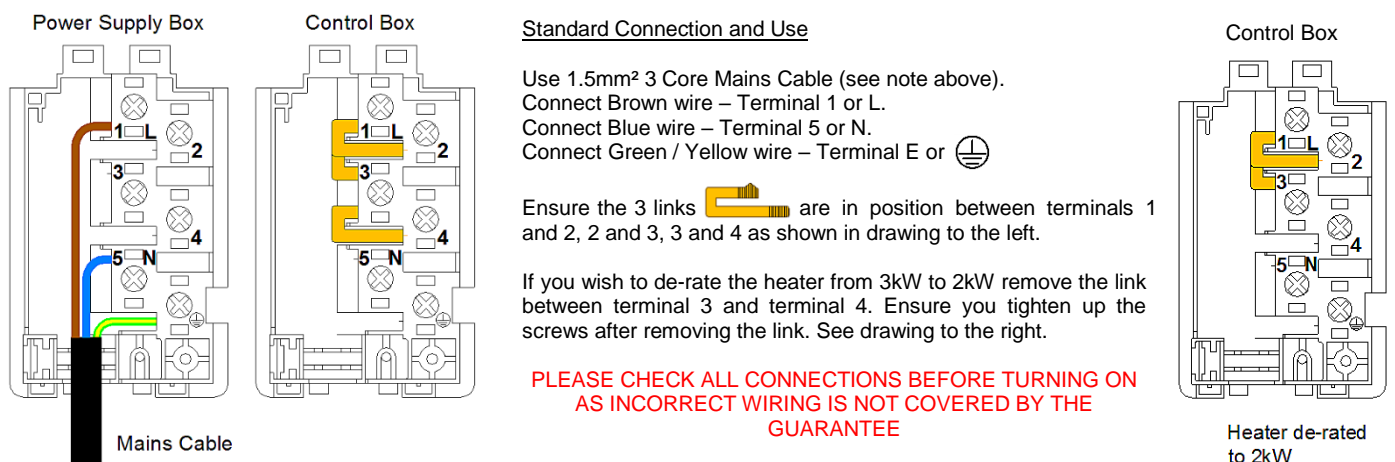 Power Supply Box
1 L
2
3
4
5 N
Mains Cable
Control Box
1 L
2
3
4
5 N
Standard Connection and Use
Use 1.5mm² 3 Core Mains Cable (see note above).
Connect Brown wire – Terminal 1 or L.
Connect Blue wire – Terminal 5 or N.
Connect Green / Yellow wire – Terminal E or
Ensure the 3 links are in position between terminals 1
and 2, 2 and 3, 3 and 4 as shown in drawing to the left.
If you wish to de-rate the heater from 3kW to 2kW remove the link
between terminal 3 and terminal 4. Ensure you tighten up the
screws after removing the link. See drawing to the right.
PLEASE CHECK ALL CONNECTIONS BEFORE TURNING ON
AS INCORRECT WIRING IS NOT COVERED BY THE
GUARANTEE
Control Box
1 L
2
3
4
5 N
Heater de-rated
to 2kW